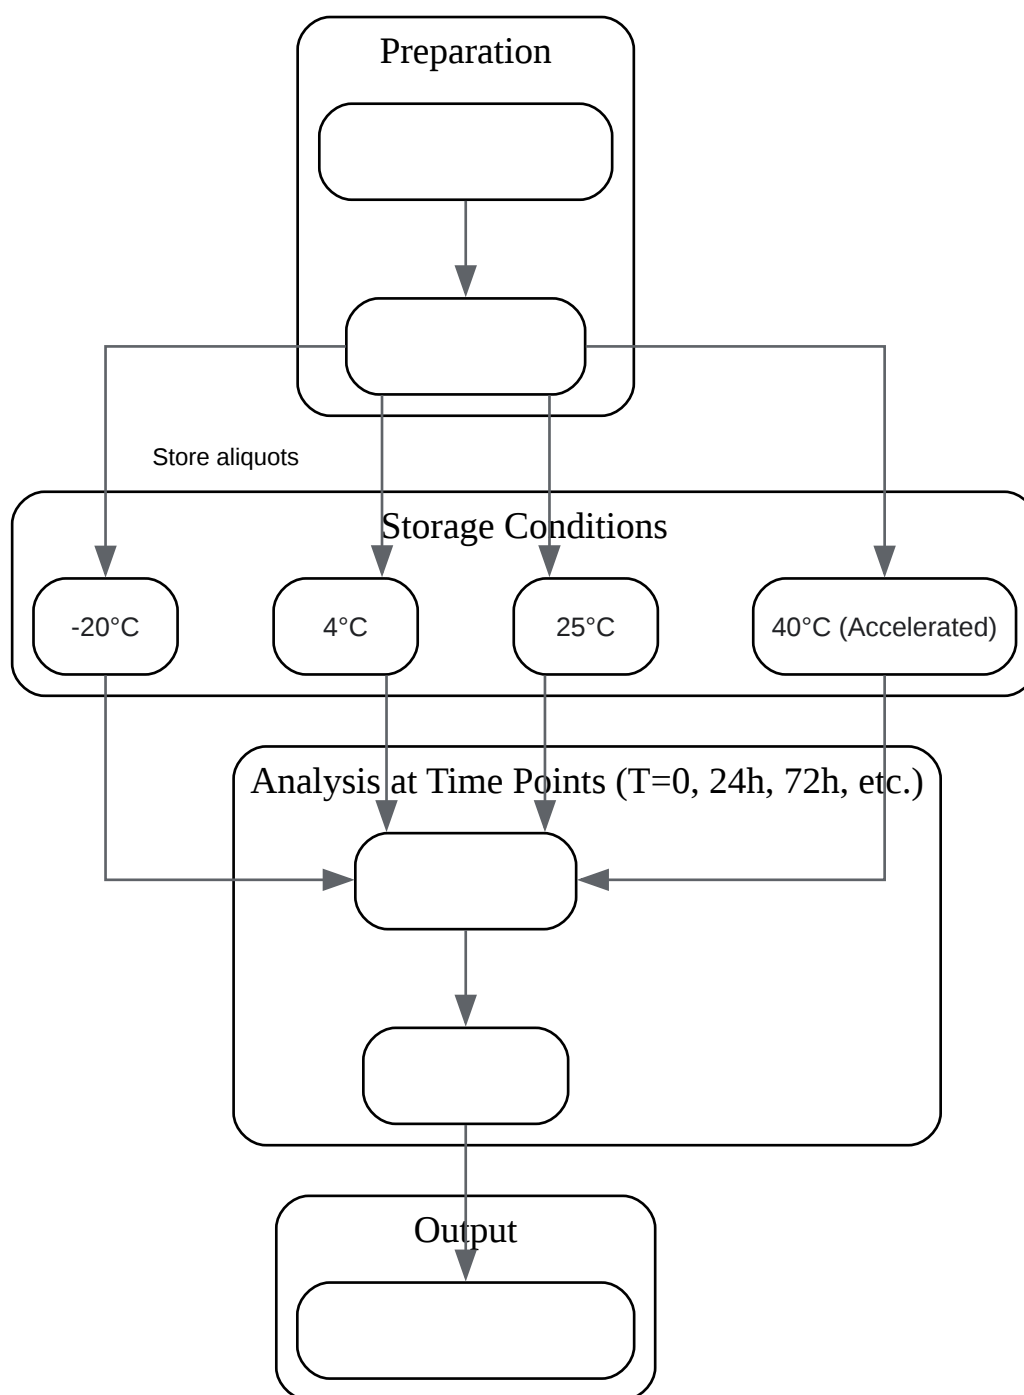 Preparation
Store aliquots
Storage Conditions
-20°C
4°C
25°C
40°C (Accelerated)
Analysis at Time Points (T=0, 24h, 72h, etc.)
Output